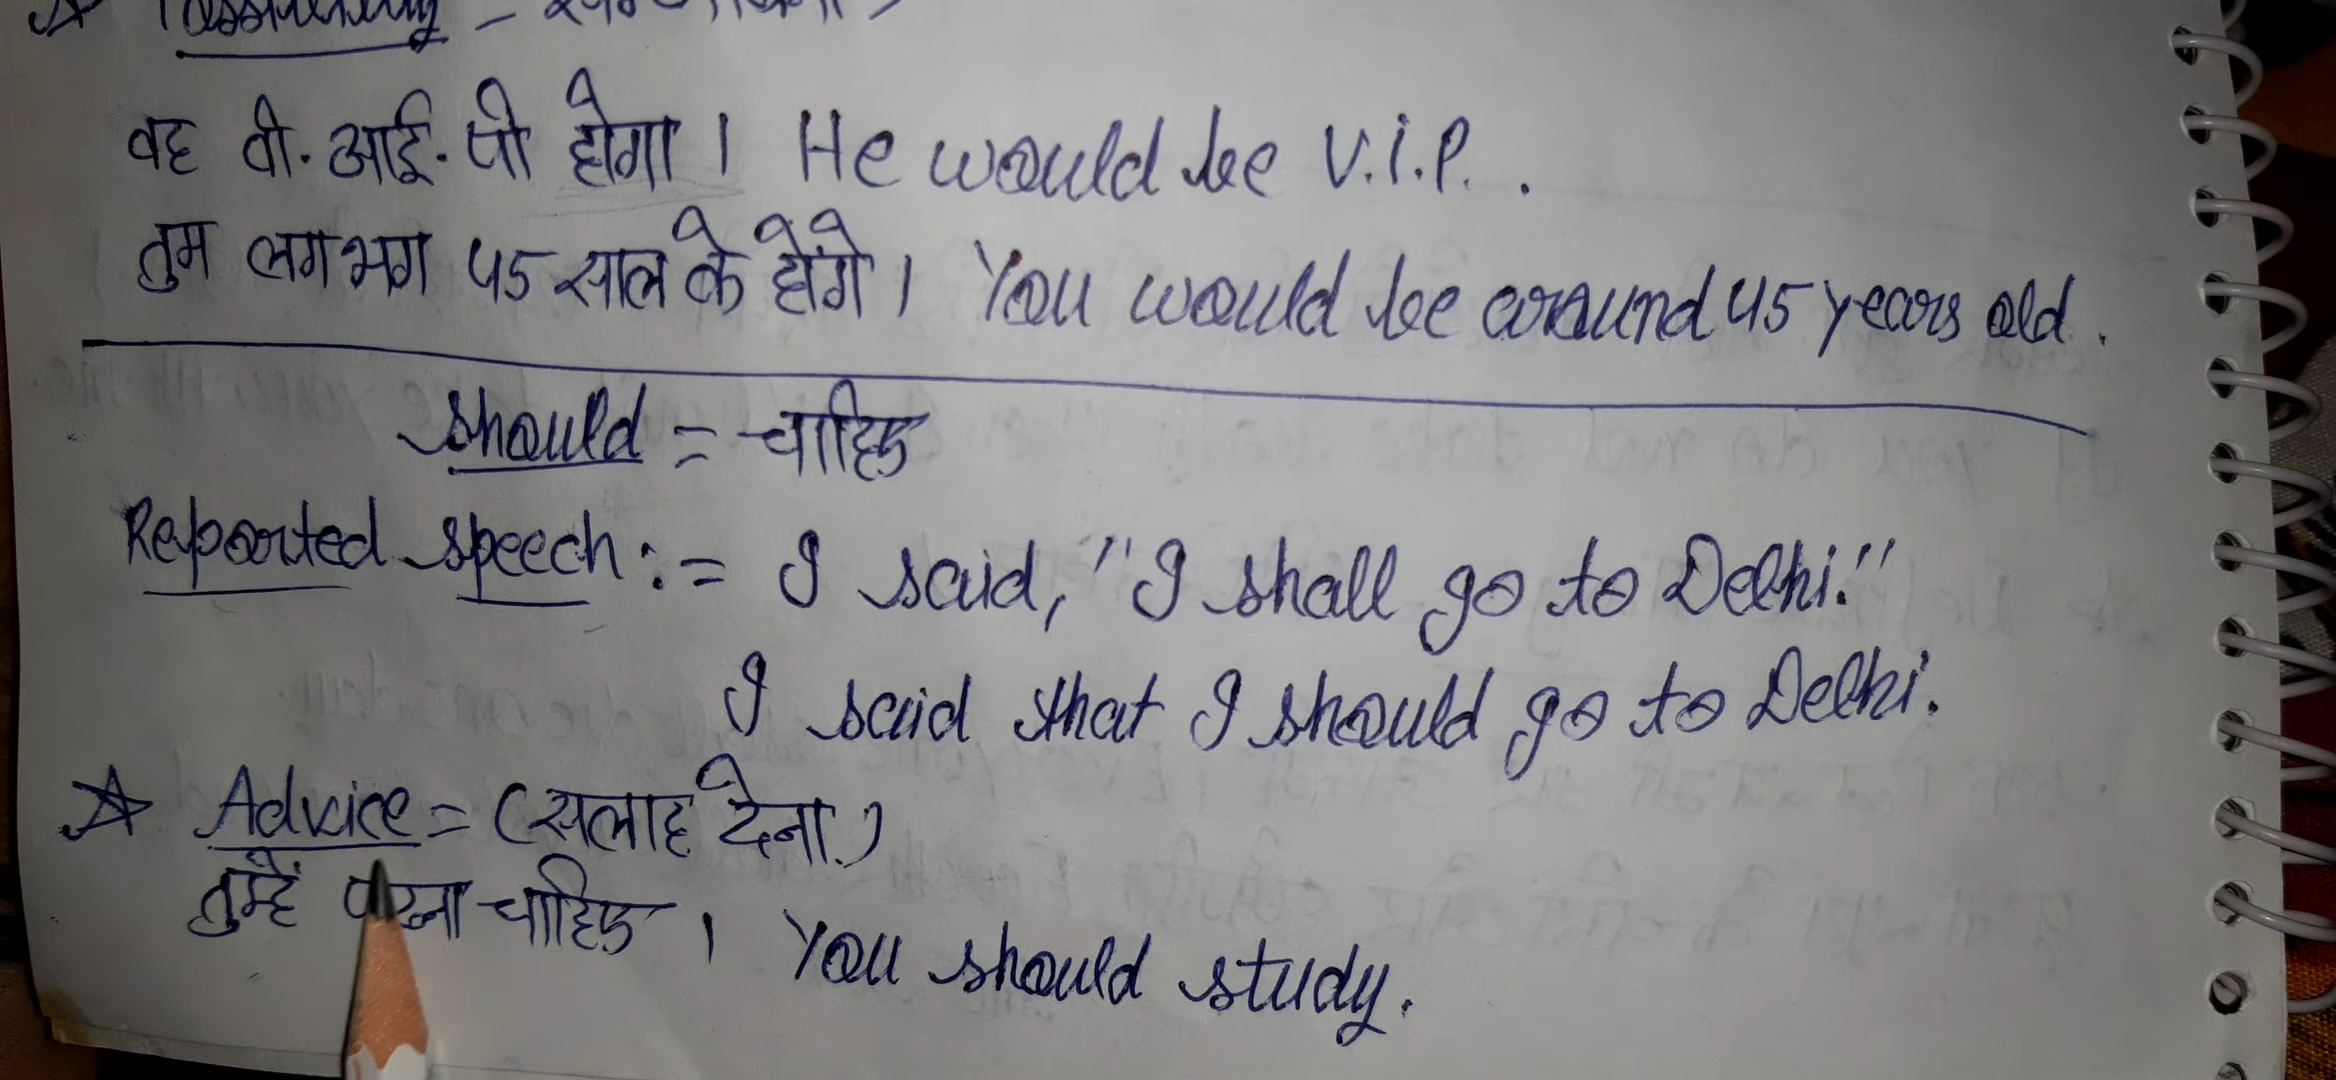 वह वी. आई. पी होगा । He would be V.I.P. .
तुम लगभग 45 साल के होंगे । You would be around 45 years old .
Should = चाहिए
Reported speech : = I said, "I shall go to Delhi."
I said that I should go to Delhi.
☆ Advice = (सलाह देना)
तुम्हें पढ़ना चाहिए । You should study.